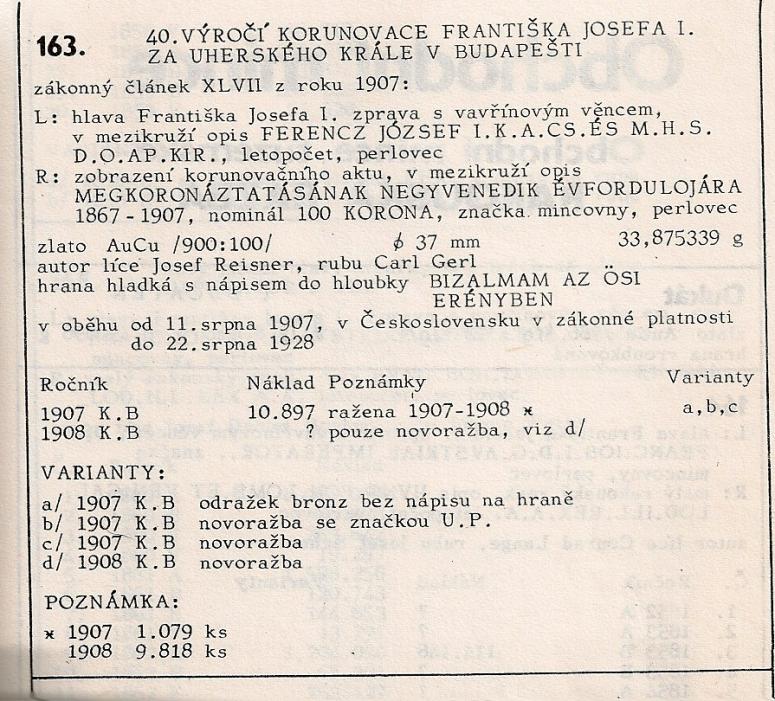 163. 40.VÝROČÍ KORUNOVACE FRANTIŠKA JOSEFA I.
ZA UHERSKÉHO KRÁLE V BUDAPEŠTI
zákonný článek XLVII z roku 1907:
L: hlava Františka Josefa I. zprava s vavřínovým věncem,
v mezikruží opis FERENCZ JÓZSEF I.K.A.CS.ÉS M.H.S.
D.O.AP.KIR., letopočet, perlovec
R: zobrazení korunovačního aktu, v mezikruží opis
MEGKORONÁZTATÁSÁNAK NEGYVENEDIK ÉVFORDULOJÁRA
1867-1907, nominál 100 KORONA, značka mincovny, perlovec
zlato AuCu /900:100/ ϕ 37 mm 33,875339 g
autor líce Josef Reisner, rubu Carl Gerl
hrana hladká s nápisem do hloubky BIZALMAM AZ ÖSI
ERÉNYBEN
v oběhu od 11.srpna 1907, v Československu v zákonné platnosti
do 22.srpna 1928
Ročník Náklad Poznámky Varianty
1907 K.B 10.897 ražena 1907-1908 * a,b,c
1908 K.B ? pouze novoražba, viz d/
VARIANTY:
a/ 1907 K.B odražek bronz bez nápisu na hraně
b/ 1907 K.B novoražba se značkou U.P.
c/ 1907 K.B novoražba
d/ 1908 K.B novoražba
POZNÁMKA:
* 1907 1.079 ks
1908 9.818 ks